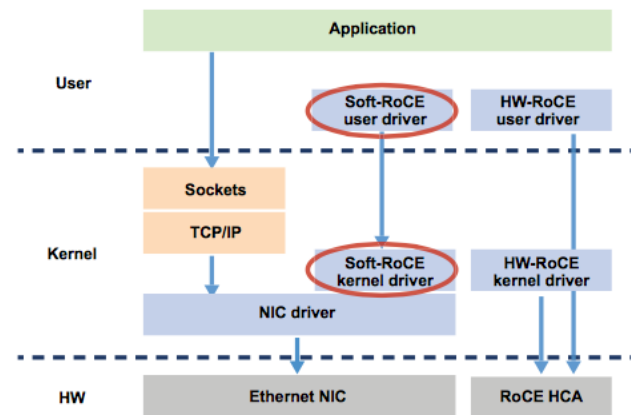 Application
User
Soft-RoCE
user driver
HW-RoCE
user driver
Sockets
TCP/IP
Kernel
Soft-RoCE
kernel driver
HW-RoCE
kernel driver
NIC driver
HW
Ethernet NIC
RoCE HCA